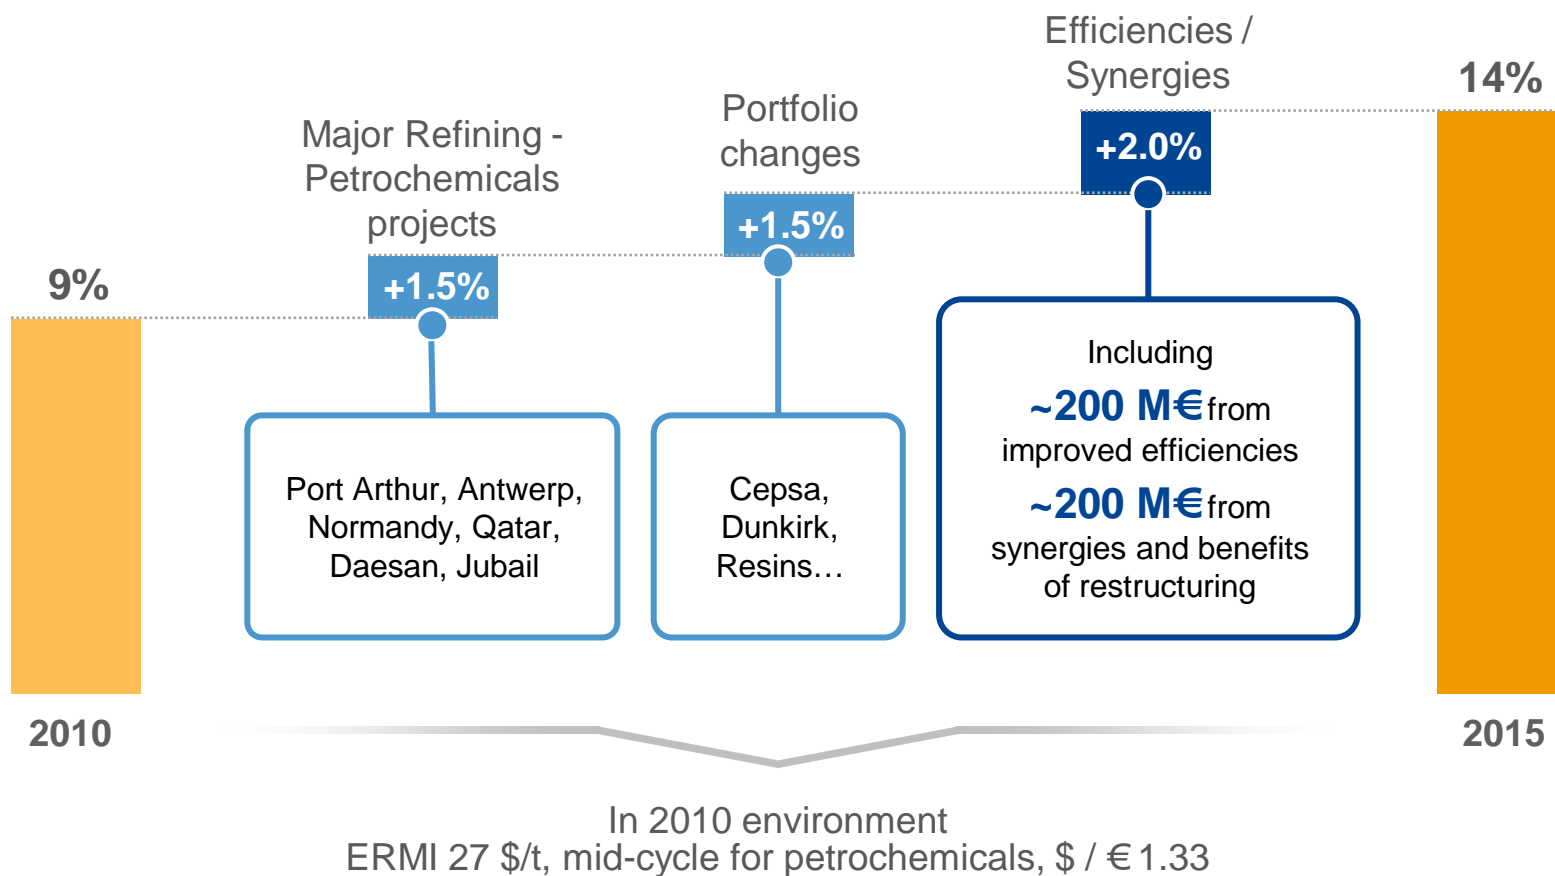 9%
2010
Major Refining -
Petrochemicals
projects
+1.5%
Port Arthur, Antwerp,
Normandy, Qatar,
Daesan, Jubail
Portfolio
changes
+1.5%
Cepsa,
Dunkirk,
Resins…
Efficiencies /
Synergies
+2.0%
Including
~200 M€ from
improved efficiencies
~200 M€ from
synergies and benefits
of restructuring
14%
2015
In 2010 environment
ERMI 27 $/t, mid-cycle for petrochemicals, $ / € 1.33